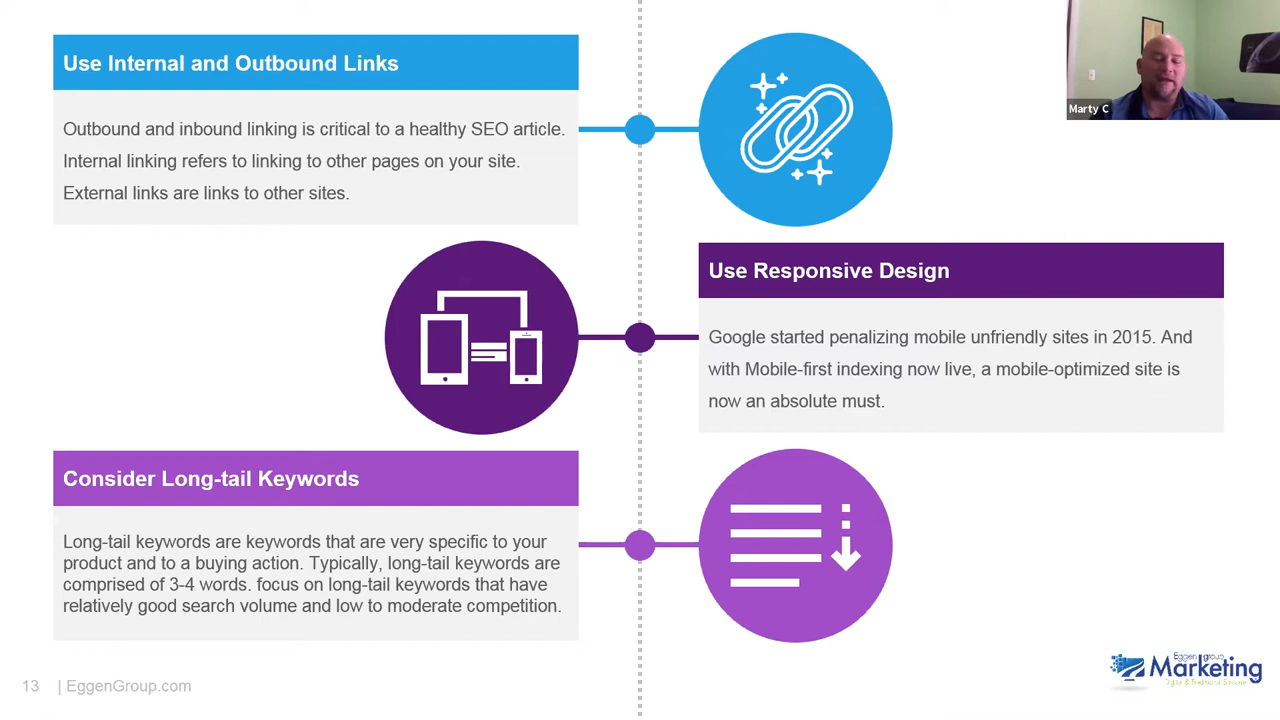 Use Internal and Outbound Links
Outbound and inbound linking is critical to a healthy SEO article.
Internal linking refers to linking to other pages on your site.
External links are links to other sites.
Marty C
Use Responsive Design
Google started penalizing mobile unfriendly sites in 2015. And
with Mobile-first indexing now live, a mobile-optimized site is
now an absolute must.
Consider Long-tail Keywords
Long-tail keywords are keywords that are very specific to your
product and to a buying action. Typically, long-tail keywords are
comprised of 3-4 words. focus on long-tail keywords that have
relatively good search volume and low to moderate competition.
13 | EggenGroup.com
Eggen group
Marketing
Digital & Traditional